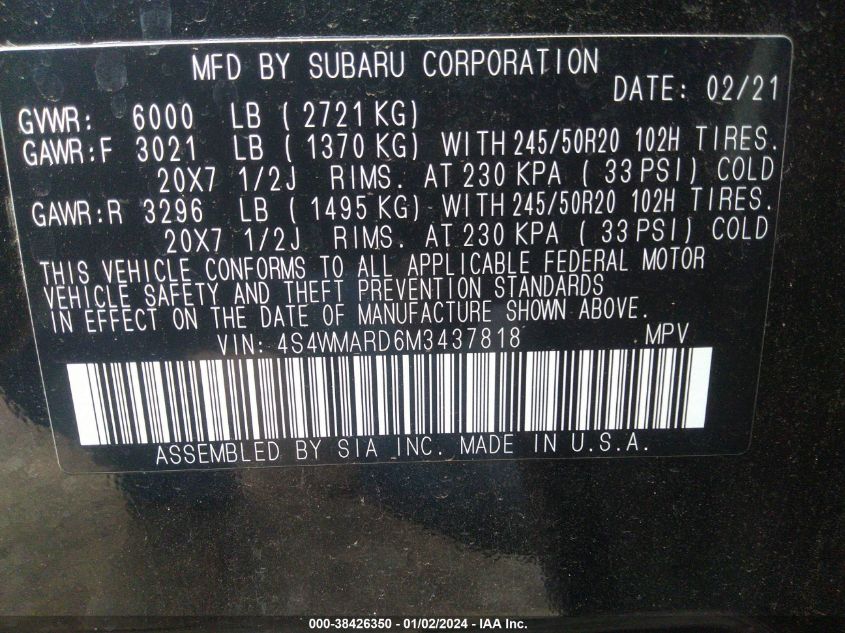 MFD BY SUBARU CORPORATION
DATE: 02/21
GVWR: 6000 LB ( 2721 KG)
GAWR:F 3021 LB ( 1370 KG) WITH 245/50R20 102H TIRES.
20X7 1/2J RIMS. AT 230 KPA ( 33 PSI) COLD
GAWR:R 3296 LB ( 1495 KG) WITH 245/50R20 102H TIRES.
20X7 1/2J RIMS. AT 230 KPA ( 33 PSI) COLD
THIS VEHICLE CONFORMS TO ALL APPLICABLE FEDERAL MOTOR
VEHICLE SAFETY AND THEFT PREVENTION STANDARDS
IN EFFECT ON THE DATE OF MANUFACTURE SHOWN ABOVE.
VIN: 4S4WMARD6M3437818 MPV
ASSEMBLED BY SIA INC. MADE IN U.S.A.
000-38426350 - 01/02/2024 - IAA Inc.